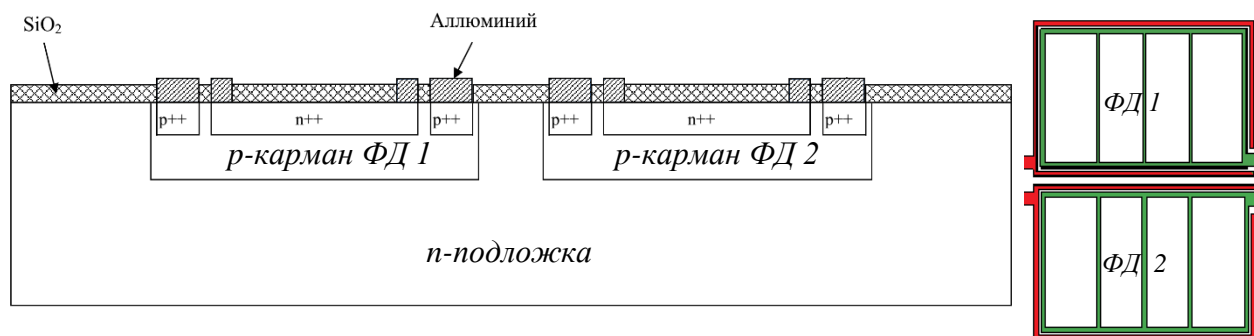 SiO₂
Аллюминий
p++
n++
p++
p++
n++
p++
p-карман ФД 1
p-карман ФД 2
n-подложка
ФД 1
ФД 2